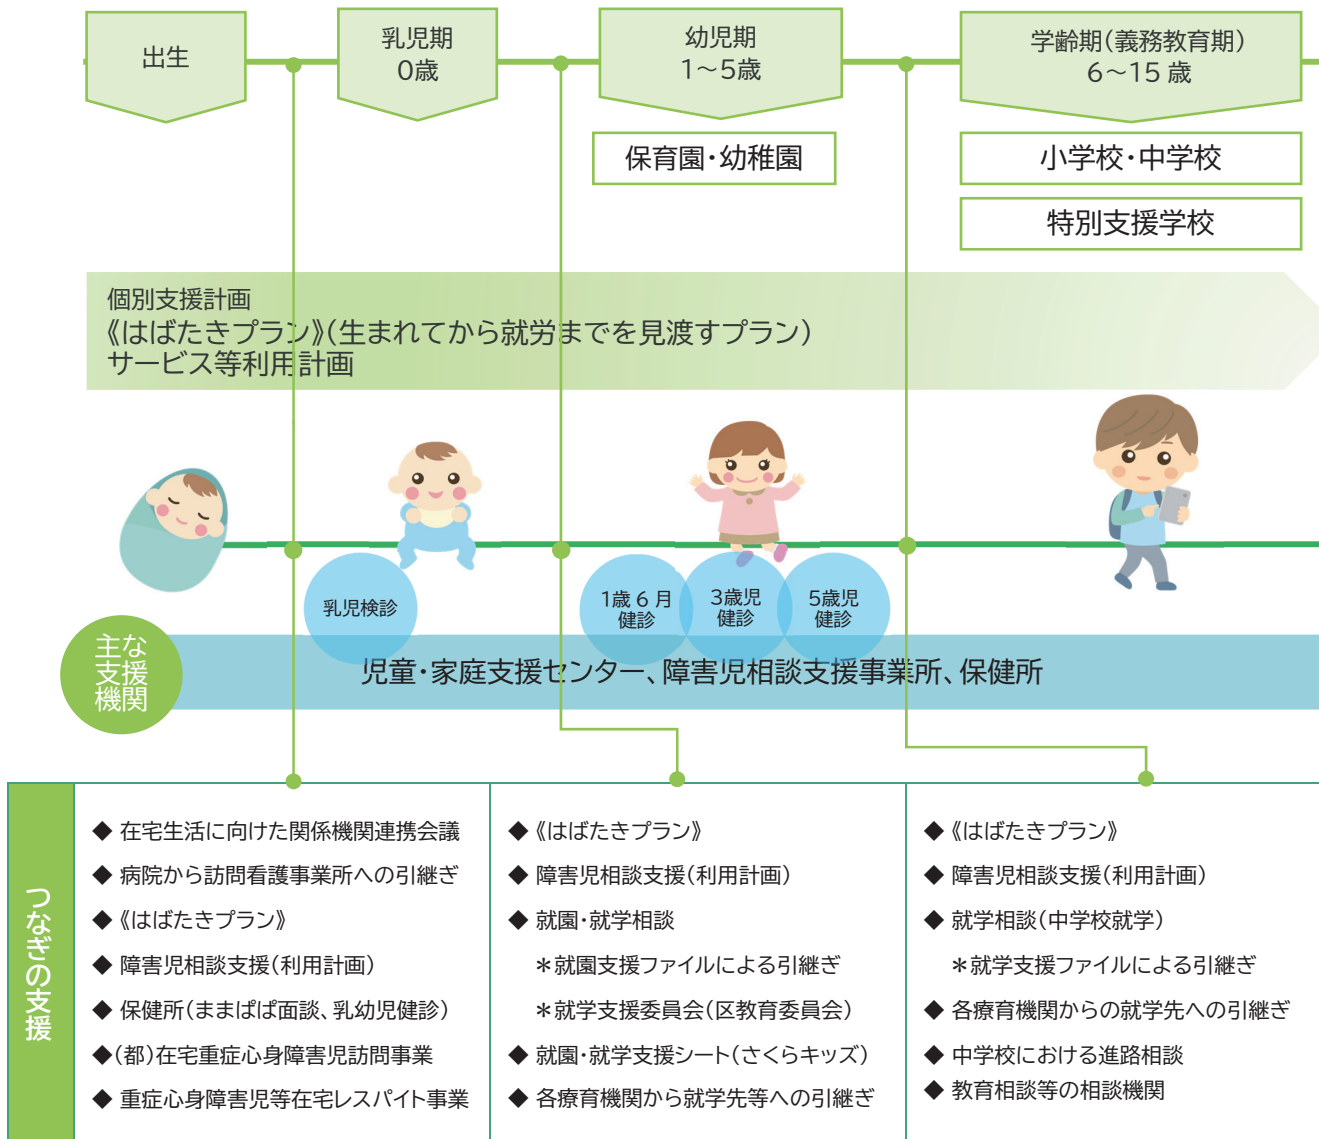 出生
乳児期
0歳
幼児期
1~5歳
学齢期(義務教育期)
6~15 歳
保育園・幼稚園
小学校・中学校
特別支援学校
個別支援計画
《はばたきプラン》(生まれてから就労までを見渡すプラン)
サービス等利用計画
乳児検診
1歳 6 月
健診
3歳児
健診
5歳児
健診
主な
支援
機関
児童・家庭支援センター、障害児相談支援事業所、保健所
つなぎの支援
◆ 在宅生活に向けた関係機関連携会議
◆ 病院から訪問看護事業所への引継ぎ
◆ 《はばたきプラン》
◆ 障害児相談支援(利用計画)
◆ 保健所(ままぱぱ面談、乳幼児健診)
◆(都)在宅重症心身障害児訪問事業
◆ 重症心身障害児等在宅レスパイト事業
◆ 《はばたきプラン》
◆ 障害児相談支援(利用計画)
◆ 就園・就学相談
＊就園支援ファイルによる引継ぎ
＊就学支援委員会(区教育委員会)
◆ 就園・就学支援シート(さくらキッズ)
◆ 各療育機関から就学先等への引継ぎ
◆ 《はばたきプラン》
◆ 障害児相談支援(利用計画)
◆ 就学相談(中学校就学)
＊就学支援ファイルによる引継ぎ
◆ 各療育機関からの就学先への引継ぎ
◆ 中学校における進路相談
◆ 教育相談等の相談機関